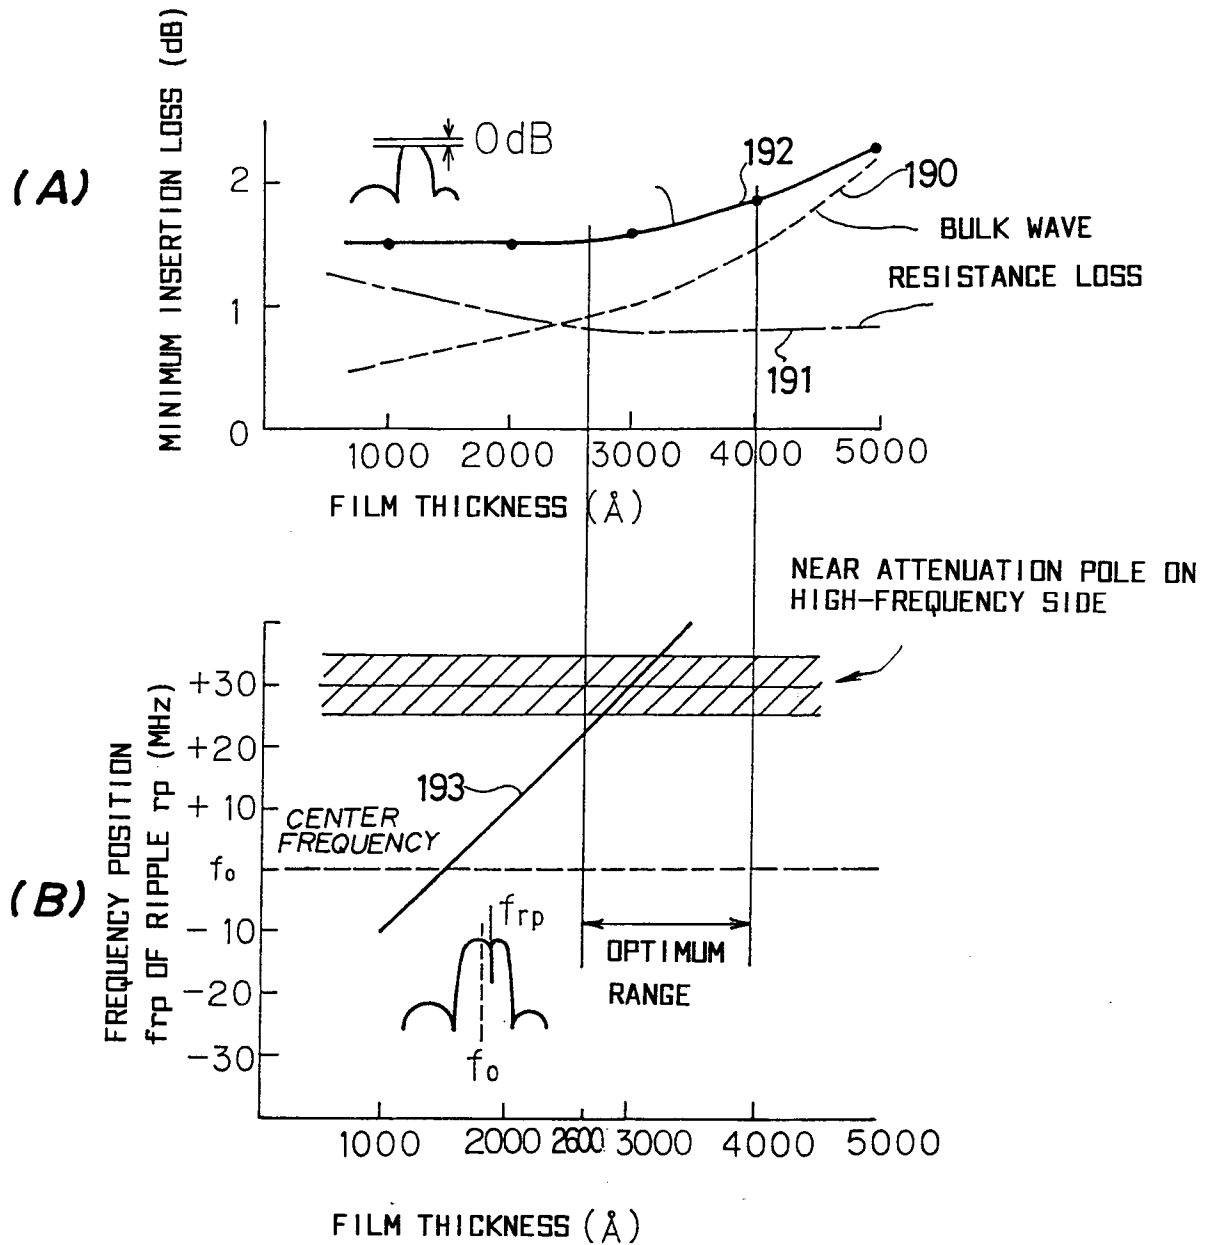 (A)
MINIMUM INSERTION LOSS (dB)
2
1
0
0dB
192
190
BULK WAVE
RESISTANCE LOSS
191
1000 2000 3000 4000 5000
FILM THICKNESS (Å)
NEAR ATTENUATION POLE ON
HIGH-FREQUENCY SIDE
(B)
FREQUENCY POSITION
frp OF RIPPLE rp (MHz)
+30
+20
+10
fo
-10
-20
-30
193
CENTER
FREQUENCY
frp
fo
OPTIMUM
RANGE
1000 2000 2600 3000 4000 5000
FILM THICKNESS (Å)